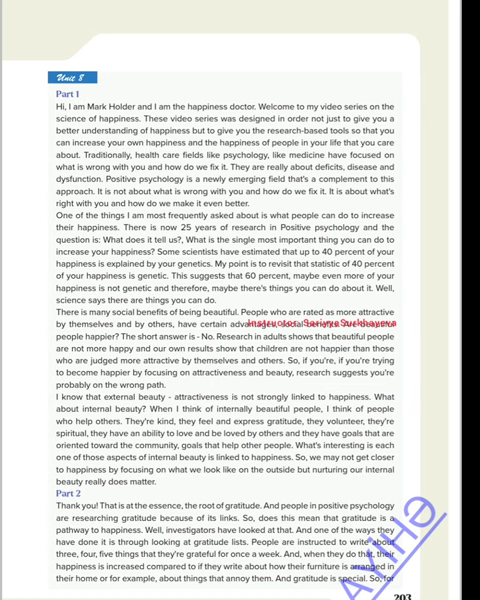 Unit 8
Part 1
Hi, I am Mark Holder and I am the happiness doctor. Welcome to my video series on the
science of happiness. These video series was designed in order not just to give you a
better understanding of happiness but to give you the research-based tools so that you
can increase your own happiness and the happiness of people in your life that you care
about. Traditionally, health care fields like psychology, like medicine have focused on
what is wrong with you and how do we fix it. They are really about deficits, disease and
dysfunction. Positive psychology is a newly emerging field that's a complement to this
approach. It is not about what is wrong with you and how do we fix it. It is about what's
right with you and how do we make it even better.
One of the things I am most frequently asked about is what people can do to increase
their happiness. There is now 25 years of research in Positive psychology and the
question is: What does it tell us?, What is the single most important thing you can do to
increase your happiness? Some scientists have estimated that up to 40 percent of your
happiness is explained by your genetics. My point is to revisit that statistic of 40 percent
of your happiness is genetic. This suggests that 60 percent, maybe even more of your
happiness is not genetic and therefore, maybe there's things you can do about it. Well,
science says there are things you can do.
There is many social benefits of being beautiful. People who are rated as more attractive
by themselves and by others, have certain advantages, social benefits. Are beautiful
people happier? The short answer is - No. Research in adults shows that beautiful people
are not more happy and our own results show that children are not happier than those
who are judged more attractive by themselves and others. So, if you're, if you're trying
to become happier by focusing on attractiveness and beauty, research suggests you're
probably on the wrong path.
I know that external beauty - attractiveness is not strongly linked to happiness. What
about internal beauty? When I think of internally beautiful people, I think of people
who help others. They're kind, they feel and express gratitude, they volunteer, they're
spiritual, they have an ability to love and be loved by others and they have goals that are
oriented toward the community, goals that help other people. What's interesting is each
one of those aspects of internal beauty is linked to happiness. So, we may not get closer
to happiness by focusing on what we look like on the outside but nurturing our internal
beauty really does matter.
Part 2
Thank you! That is at the essence, the root of gratitude. And people in positive psychology
are researching gratitude because of its links. So, does this mean that gratitude is a
pathway to happiness. Well, investigators have looked at that. And one of the ways they
have done it is through looking at gratitude lists. People are instructed to write about
three, four, five things that they're grateful for once a week. And, when they do that, their
happiness is increased compared to if they write about how their furniture is arranged in
their home or for example, about things that annoy them. And gratitude is special. So, for
203